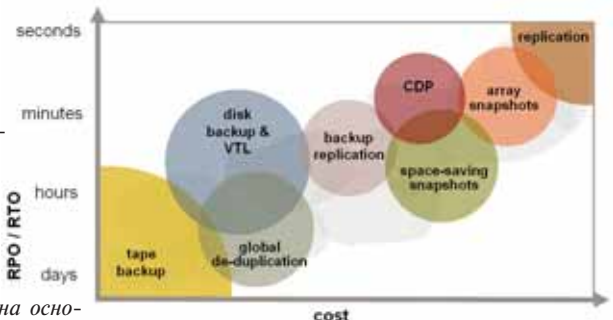 seconds
replication
CDP
array
snapshots
minutes
disk
backup &
VTL
backup
replication
space-saving
snapshots
hours
RPO / RTO
global
de-duplication
tape
backup
days
cost
на осно-